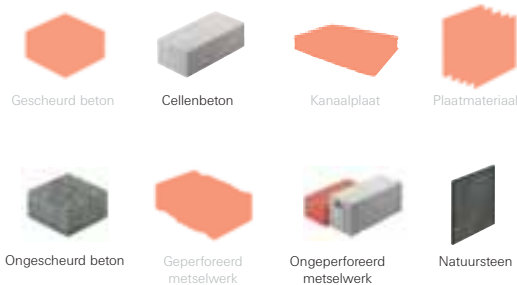 Gescheurd beton
Cellenbeton
Kanaalplaat
Plaatmateriaal
Ongescheurd beton
Geperforeerd
metselwerk
Ongeperforeerd
metselwerk
Natuursteen